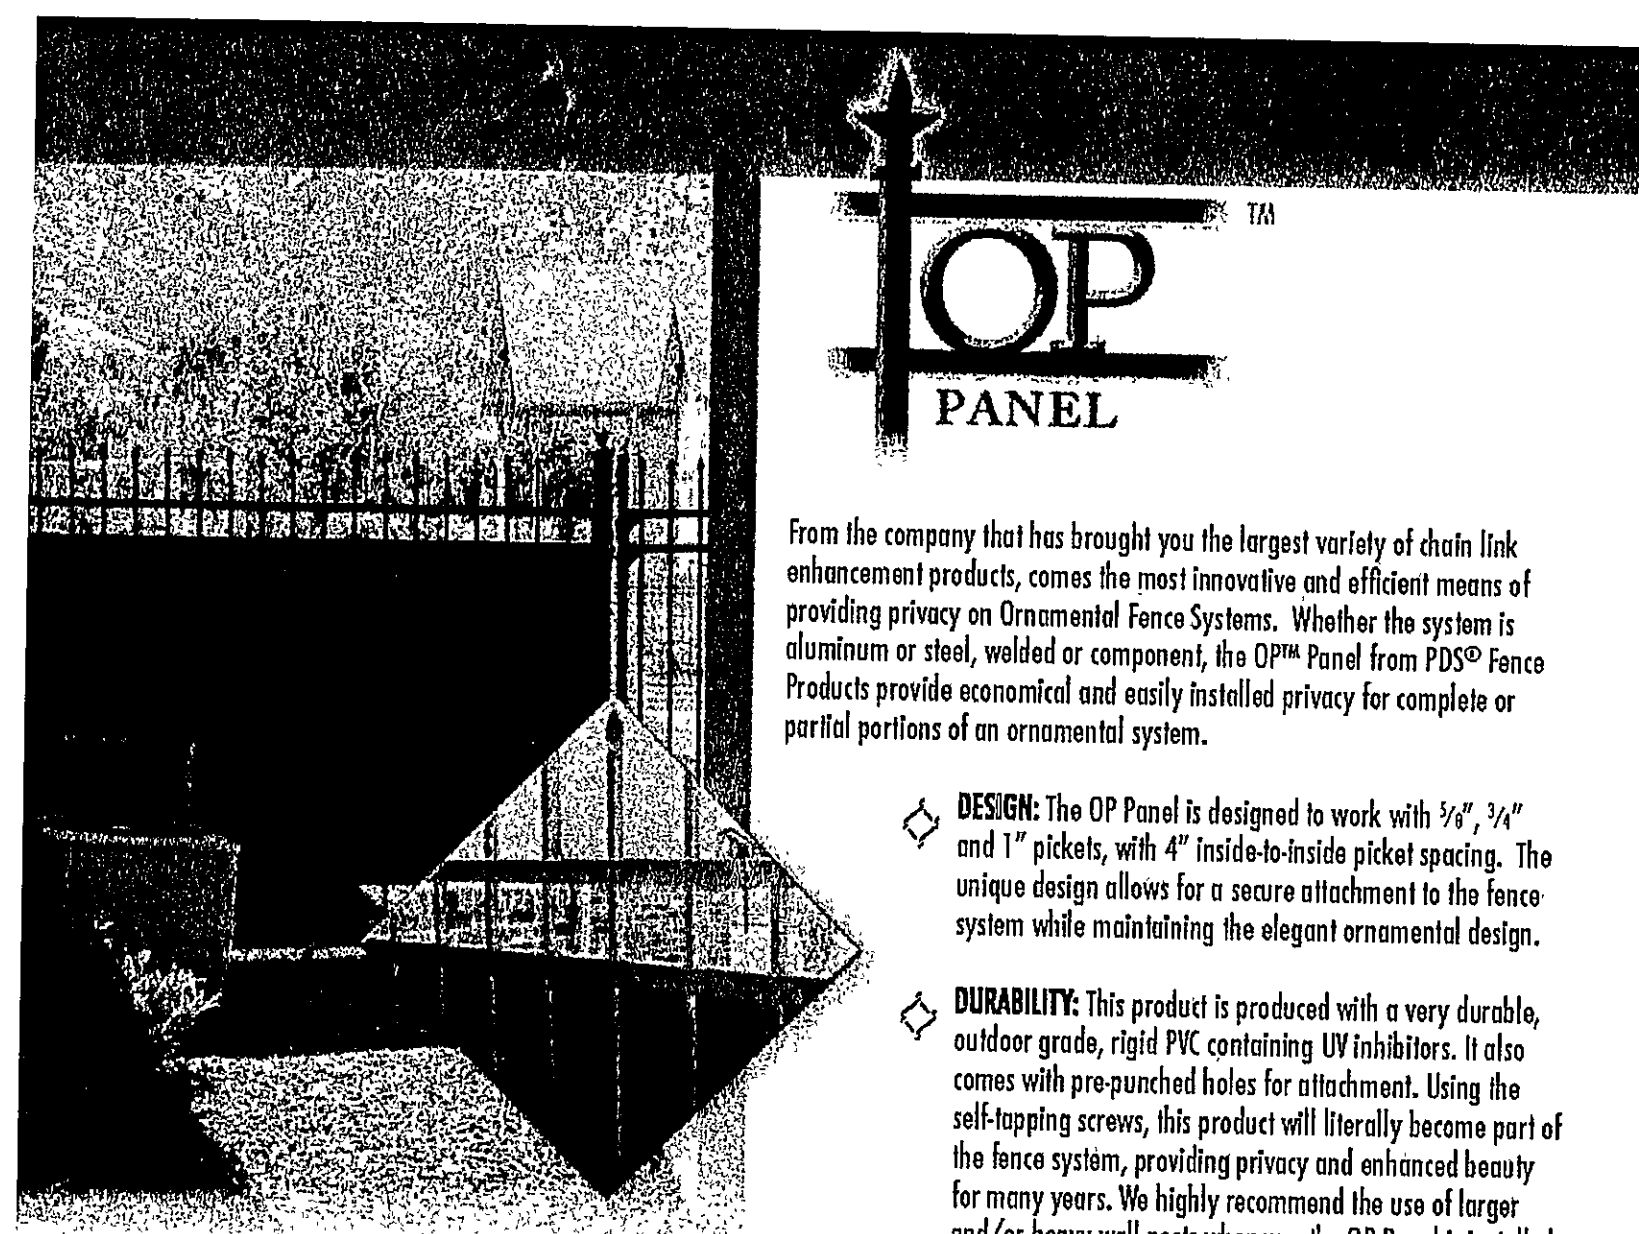 TM
OP
PANEL
From the company that has brought you the largest variety of chain link
enhancement products, comes the most innovative and efficient means of
providing privacy on Ornamental Fence Systems. Whether the system is
aluminum or steel, welded or component, the OP™ Panel from PDS® Fence
Products provide economical and easily installed privacy for complete or
partial portions of an ornamental system.
DESIGN: The OP Panel is designed to work with 5/8", 3/4"
and 1" pickets, with 4" inside-to-inside picket spacing. The
unique design allows for a secure attachment to the fence
system while maintaining the elegant ornamental design.
DURABILITY: This product is produced with a very durable,
outdoor grade, rigid PVC containing UV inhibitors. It also
comes with pre-punched holes for attachment. Using the
self-tapping screws, this product will literally become part of
the fence system, providing privacy and enhanced beauty
for many years. We highly recommend the use of larger
and/or heavy wall posts